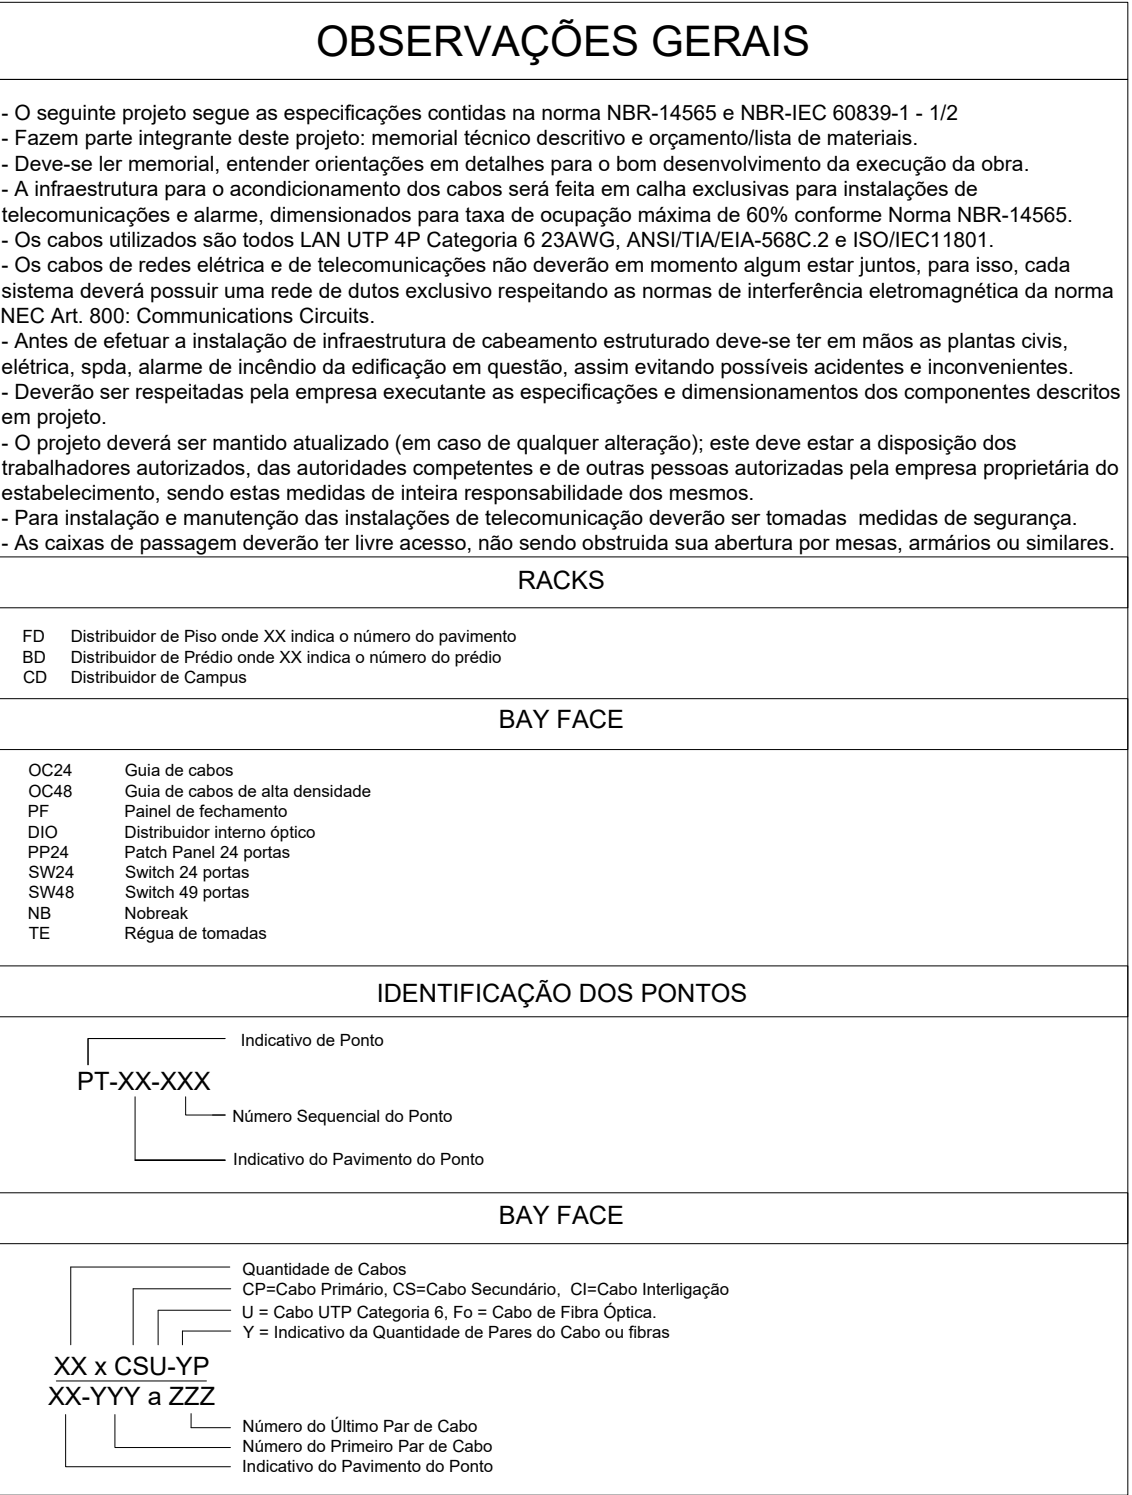 OBSERVAÇÕES GERAIS
- O seguinte projeto segue as especificações contidas na norma NBR-14565 e NBR-IEC 60839-1 - 1/2
- Fazem parte integrante deste projeto: memorial técnico descritivo e orçamento/lista de materiais.
- Deve-se ler memorial, entender orientações em detalhes para o bom desenvolvimento da execução da obra.
- A infraestrutura para o acondicionamento dos cabos será feita em calha exclusivas para instalações de
telecomunicações e alarme, dimensionados para taxa de ocupação máxima de 60% conforme Norma NBR-14565.
- Os cabos utilizados são todos LAN UTP 4P Categoria 6 23AWG, ANSI/TIA/EIA-568C.2 e ISO/IEC11801.
- Os cabos de redes elétrica e de telecomunicações não deverão em momento algum estar juntos, para isso, cada
sistema deverá possuir uma rede de dutos exclusivo respeitando as normas de interferência eletromagnética da norma
NEC Art. 800: Communications Circuits.
- Antes de efetuar a instalação de infraestrutura de cabeamento estruturado deve-se ter em mãos as plantas civis,
elétrica, spda, alarme de incêndio da edificação em questão, assim evitando possíveis acidentes e inconvenientes.
- Deverão ser respeitadas pela empresa executante as especificações e dimensionamentos dos componentes descritos
em projeto.
- O projeto deverá ser mantido atualizado (em caso de qualquer alteração); este deve estar a disposição dos
trabalhadores autorizados, das autoridades competentes e de outras pessoas autorizadas pela empresa proprietária do
estabelecimento, sendo estas medidas de inteira responsabilidade dos mesmos.
- Para instalação e manutenção das instalações de telecomunicação deverão ser tomadas  medidas de segurança.
- As caixas de passagem deverão ter livre acesso, não sendo obstruida sua abertura por mesas, armários ou similares.
RACKS
FD Distribuidor de Piso onde XX indica o número do pavimento
BD Distribuidor de Prédio onde XX indica o número do prédio
CD Distribuidor de Campus
BAY FACE
OC24 Guia de cabos
OC48 Guia de cabos de alta densidade
PF Painel de fechamento
DIO Distribuidor interno óptico
PP24 Patch Panel 24 portas
SW24 Switch 24 portas
SW48 Switch 49 portas
NB Nobreak
TE Régua de tomadas
IDENTIFICAÇÃO DOS PONTOS
Indicativo de Ponto
PT-XX-XXX
Número Sequencial do Ponto
Indicativo do Pavimento do Ponto
BAY FACE
Quantidade de Cabos
CP=Cabo Primário, CS=Cabo Secundário,  CI=Cabo Interligação
U = Cabo UTP Categoria 6, Fo = Cabo de Fibra Óptica.
Y = Indicativo da Quantidade de Pares do Cabo ou fibras
XX x CSU-YP
XX-YYY a ZZZ
Número do Último Par de Cabo
Número do Primeiro Par de Cabo
Indicativo do Pavimento do Ponto